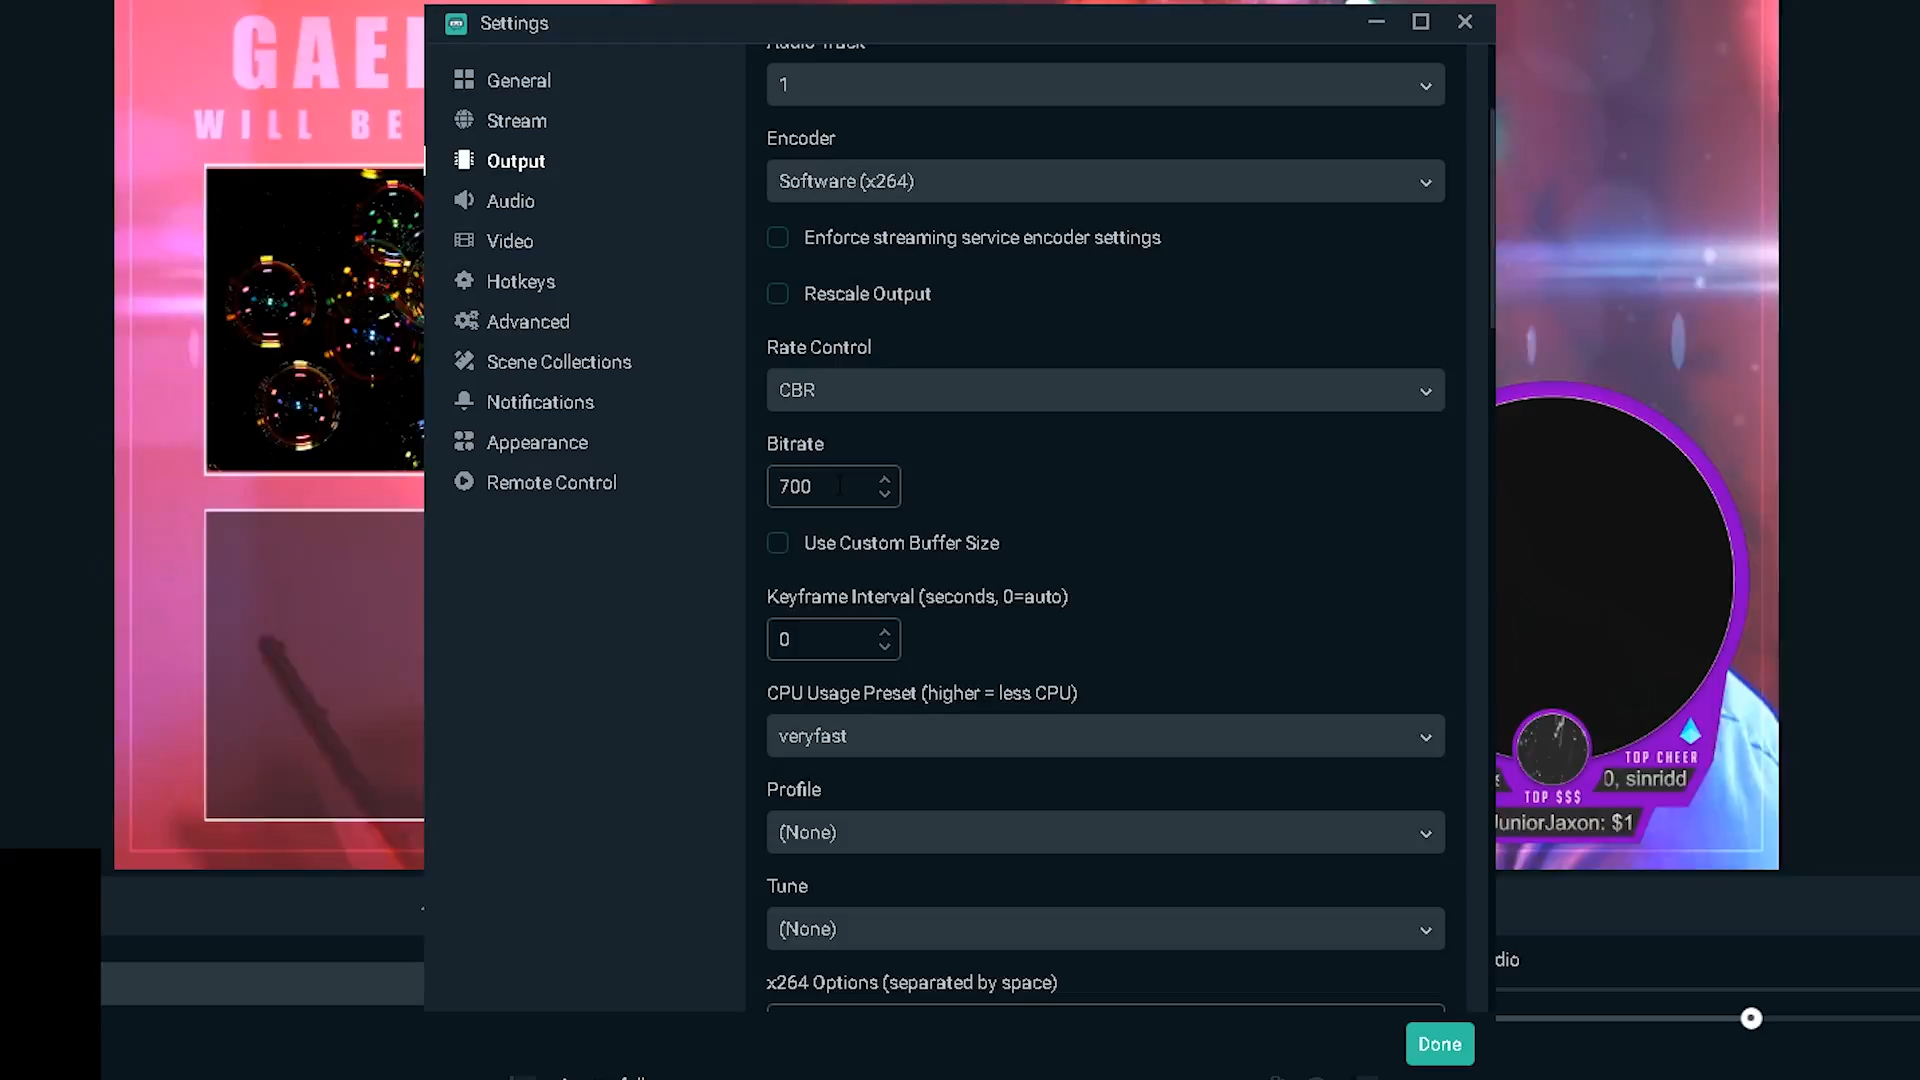 GAEL
WILL BE
Settings
General
Stream
Output
Audio
Video
Hotkeys
Advanced
Scene Collections
Notifications
Appearance
Remote Control
Audio Track
1
Encoder
Software (x264)
Enforce streaming service encoder settings
Rescale Output
Rate Control
CBR
Bitrate
700
Use Custom Buffer Size
Keyframe Interval (seconds, 0=auto)
0
CPU Usage Preset (higher = less CPU)
veryfast
Profile
(None)
Tune
(None)
x264 Options (separated by space)
Done
TOP CHEER
0, sinridd
TOP $$$
JuniorJaxon: $1
dio